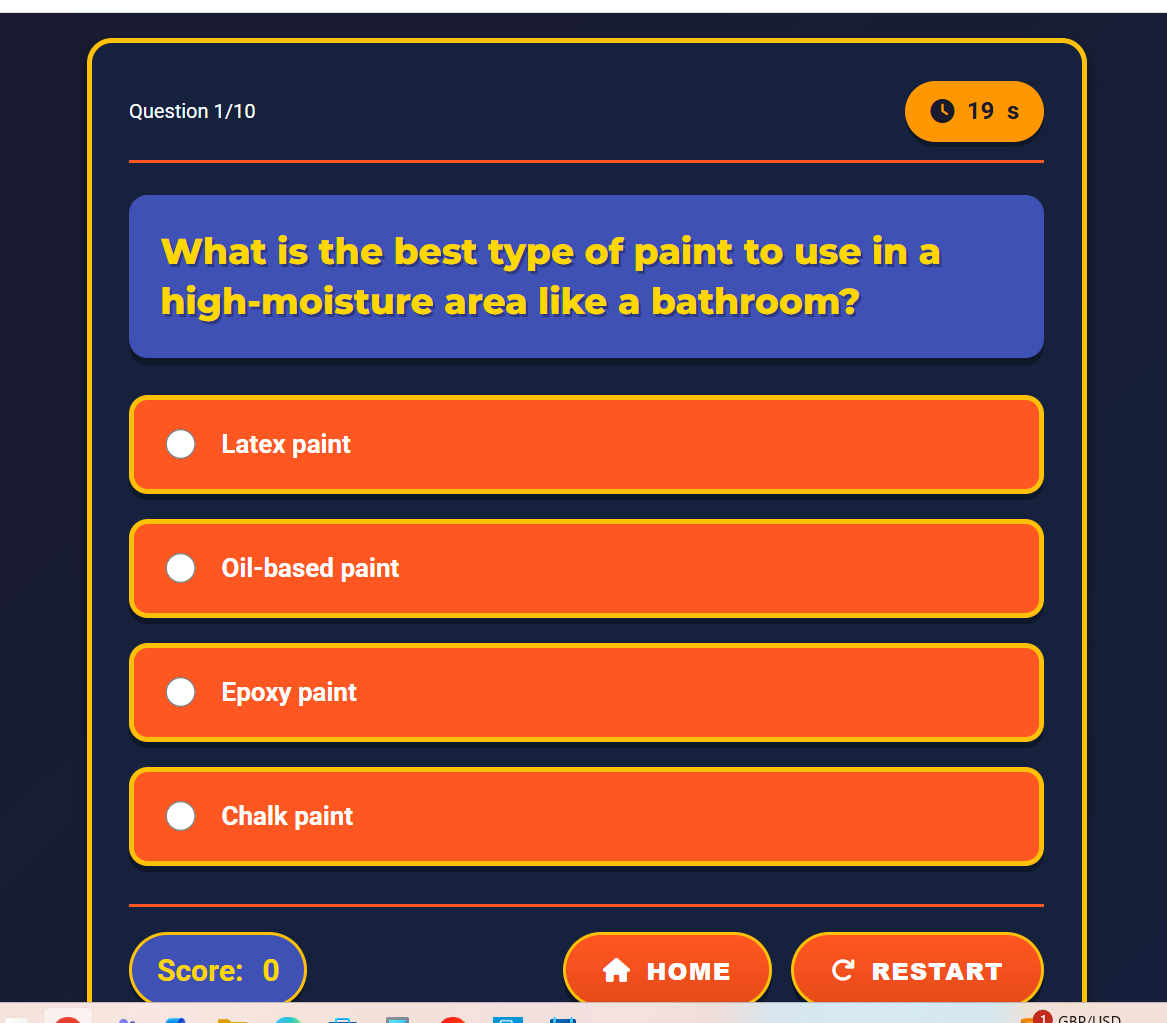 Question 1/10
19 s
What is the best type of paint to use in a
high-moisture area like a bathroom?
Latex paint
Oil-based paint
Epoxy paint
Chalk paint
Score: 0
HOME
RESTART
1
GBP/USD